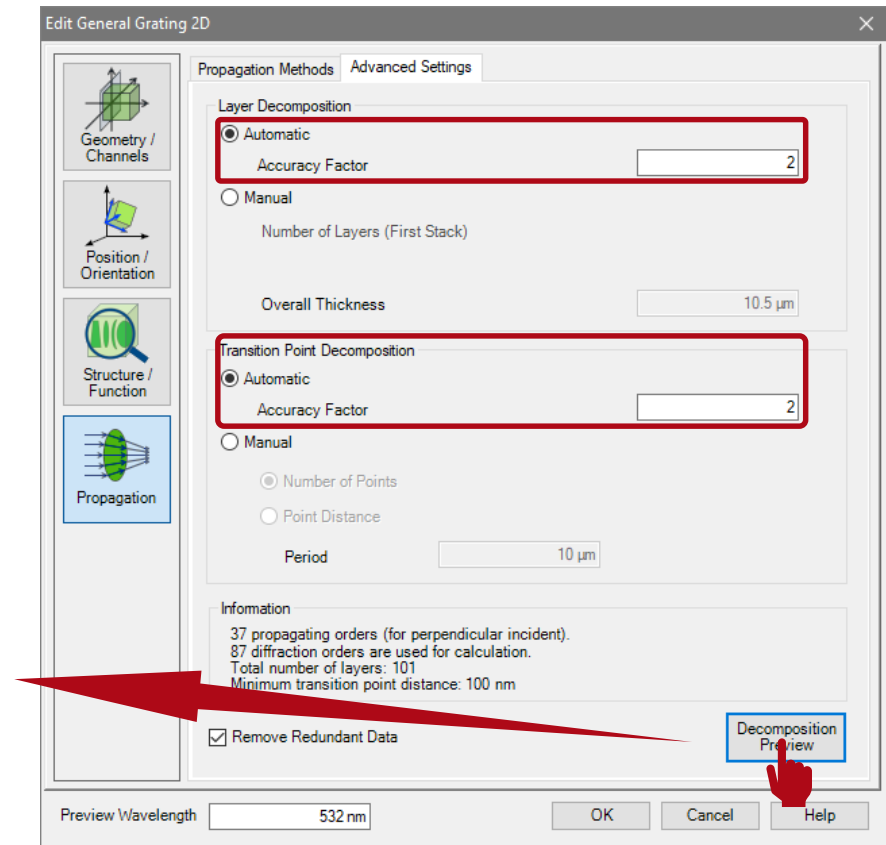 Edit General Grating 2D
Propagation Methods
Advanced Settings
Geometry /
Channels
Position /
Orientation
Structure /
Function
Propagation
Layer Decomposition
Automatic
Accuracy Factor
2
Manual
Number of Layers (First Stack)
Overall Thickness
10.5 µm
Transition Point Decomposition
Automatic
Accuracy Factor
2
Manual
Number of Points
Point Distance
Period
10 µm
Information
37 propagating orders (for perpendicular incident).
87 diffraction orders are used for calculation.
Total number of layers: 101
Minimum transition point distance: 100 nm
Remove Redundant Data
Decomposition
Preview
Preview Wavelength
532 nm
OK
Cancel
Help